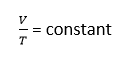 V/T = constant